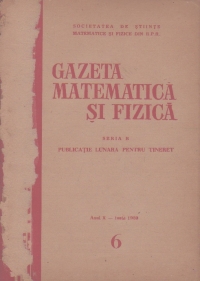 SOCIETATEA DE ȘTIINȚE
MATEMATICE ȘI FIZICE DIN R.P.R.
GAZETA
MATEMATICĂ
ȘI FIZICĂ
SERIA B
PUBLICAȚIE LUNARĂ PENTRU TINERET
6